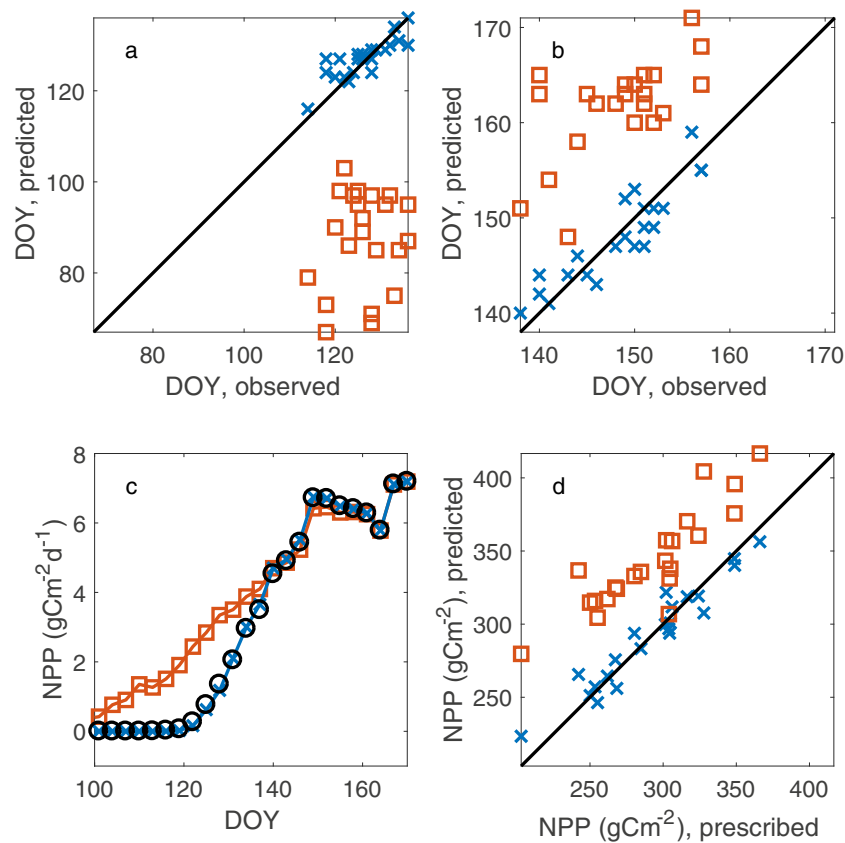 a
120
100
80
80 100 120
DOY, predicted
DOY, observed
b
170
160
150
140
140 150 160 170
DOY, predicted
DOY, observed
c
8
6
4
2
0
100 120 140 160
NPP (gCm⁻²d⁻¹)
DOY
d
400
350
300
250
250 300 350 400
NPP (gCm⁻²), predicted
NPP (gCm⁻²), prescribed